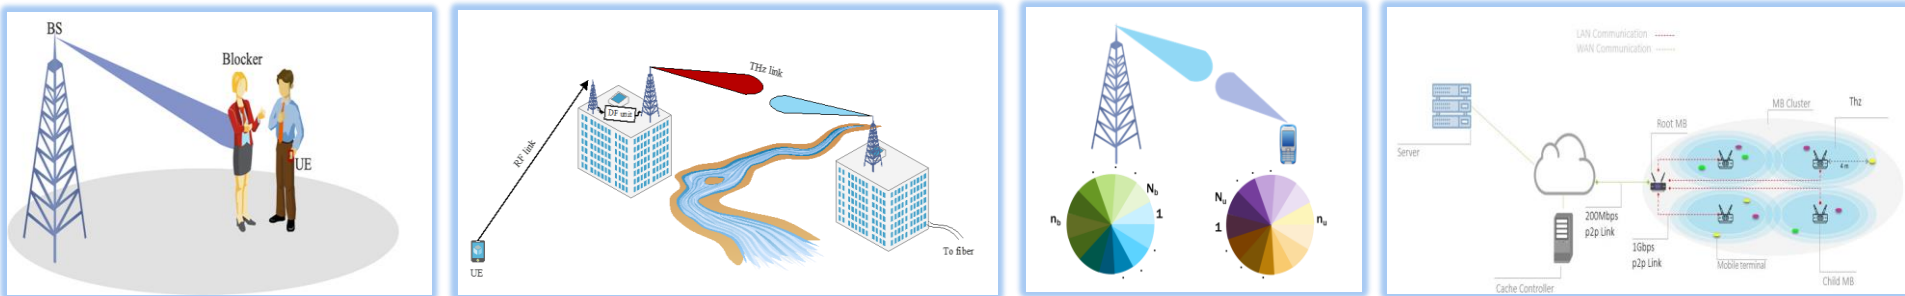 BS
Blocker
UE
THz link
DF unit
RF link
UE
To fiber
N_b
1
n_b
N_u
1
n_u
LAN Communication
WAN Communication
Server
MB Cluster
Thz
Root MB
4 m
200Mbps
p2p Link
1Gbps
p2p Link
Mobile terminal
Child MB
Cache Controller